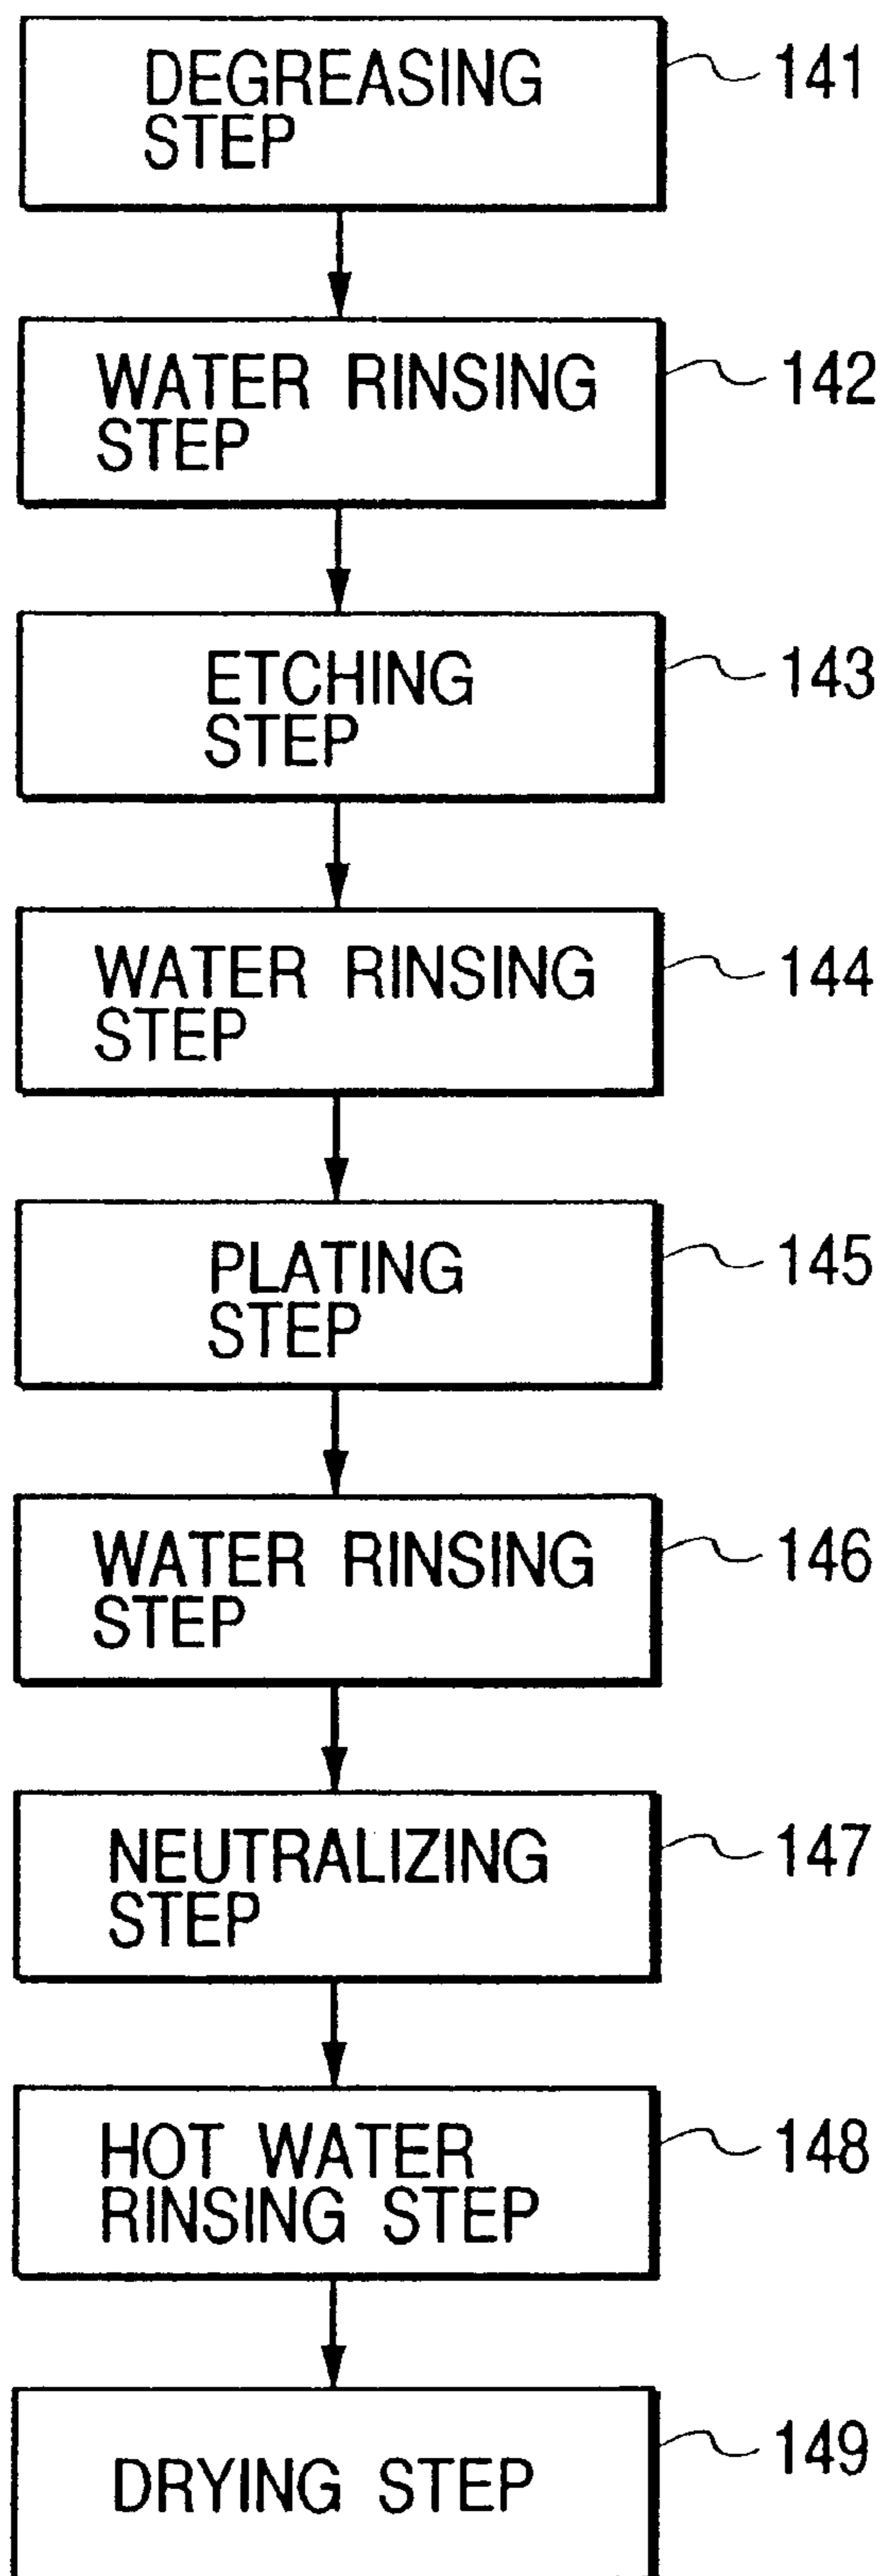 DEGREASING
STEP
141
WATER RINSING
STEP
142
ETCHING
STEP
143
WATER RINSING
STEP
144
PLATING
STEP
145
WATER RINSING
STEP
146
NEUTRALIZING
STEP
147
HOT WATER
RINSING STEP
148
DRYING STEP
149